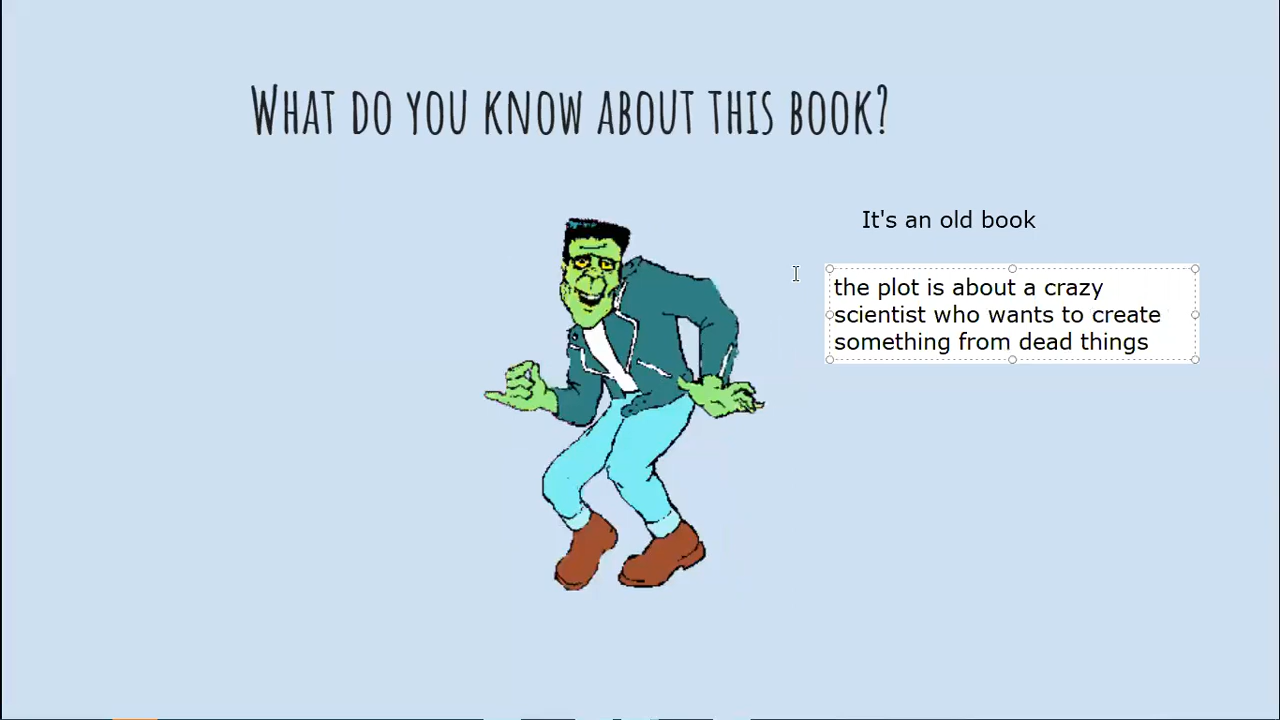 What do you know about this book?
It's an old book
the plot is about a crazy
scientist who wants to create
something from dead things